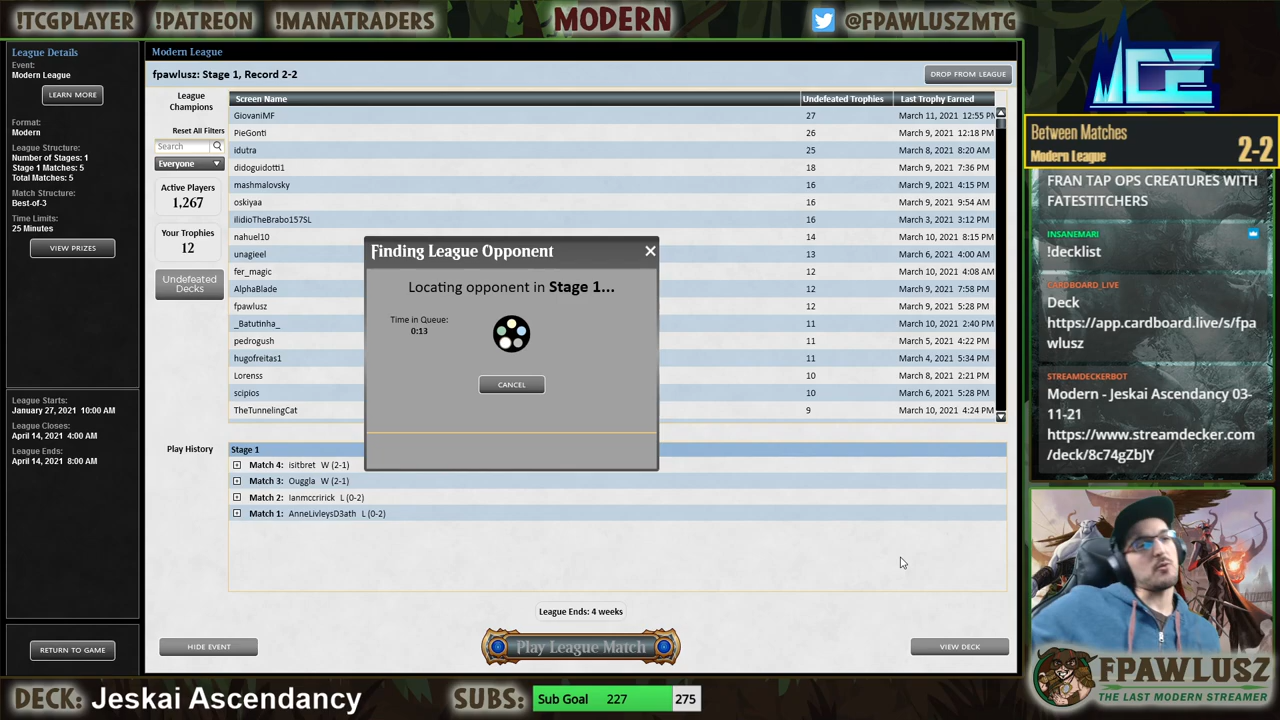 !TCGPLAYER !PATREON !MANATRADERS MODERN @FPAWLUSZMTG
League Details
Event:
Modern League
LEARN MORE
Format:
Modern
League Structure:
Number of Stages: 1
Stage 1 Matches: 5
Total Matches: 5
Match Structure:
Best-of-3
Time Limits:
25 Minutes
VIEW PRIZES
League Starts:
January 27, 2021 10:00 AM
League Closes:
April 14, 2021 4:00 AM
League Ends:
April 14, 2021 8:00 AM
RETURN TO GAME
Modern League
fpawlusz: Stage 1, Record 2-2
DROP FROM LEAGUE
League
Champions
Reset All Filters
Search
Everyone
Active Players
1,267
Your Trophies
12
Undefeated
Decks
Screen Name Undefeated Trophies Last Trophy Earned
GiovaniMF 27 March 11, 2021 12:55 PM
PieGonti 26 March 9, 2021 12:18 PM
idutra 25 March 8, 2021 8:20 AM
didoguidotti1 18 March 9, 2021 7:36 PM
mashmalovsky 16 March 9, 2021 4:15 PM
oskiyaa 16 March 9, 2021 9:54 AM
ilidioTheBrabo157SL 16 March 3, 2021 3:12 PM
nahuel10 14 March 10, 2021 8:15 PM
unagieel 13 March 6, 2021 4:00 AM
fer_magic 12 March 10, 2021 4:08 AM
AlphaBlade 12 March 9, 2021 5:28 PM
fpawlusz 12 March 9, 2021 7:58 PM
_Batutinha_ 11 March 10, 2021 2:40 PM
pedrogush 11 March 5, 2021 4:22 PM
hugofreitas1 11 March 4, 2021 5:34 PM
Lorenss 10 March 8, 2021 2:21 PM
scipios 10 March 6, 2021 5:28 PM
TheTunnelingCat 9 March 10, 2021 4:24 PM
Finding League Opponent
Locating opponent in Stage 1...
Time in Queue:
0:13
CANCEL
Play History
Stage 1
Match 4: isitbret W (2-1)
Match 3: Ouggla W (2-1)
Match 2: Ianmccririck L (0-2)
Match 1: AnneLivleysD3ath L (0-2)
League Ends: 4 weeks
HIDE EVENT
Play League Match
VIEW DECK
Between Matches
Modern League
2-2
FRAN TAP OPS CREATURES WITH
FATESTITCHERS
INSANEMARI
!decklist
CARDBOARD_LIVE
Deck
https://app.cardboard.live/s/fpa
wlusz
STREAMDECKERBOT
Modern - Jeskai Ascendancy 03-
11-21
https://www.streamdecker.com
/deck/8c74gZbJY
FPAWLUSZ
THE LAST MODERN STREAMER
DECK: Jeskai Ascendancy
SUBS: Sub Goal 227 275